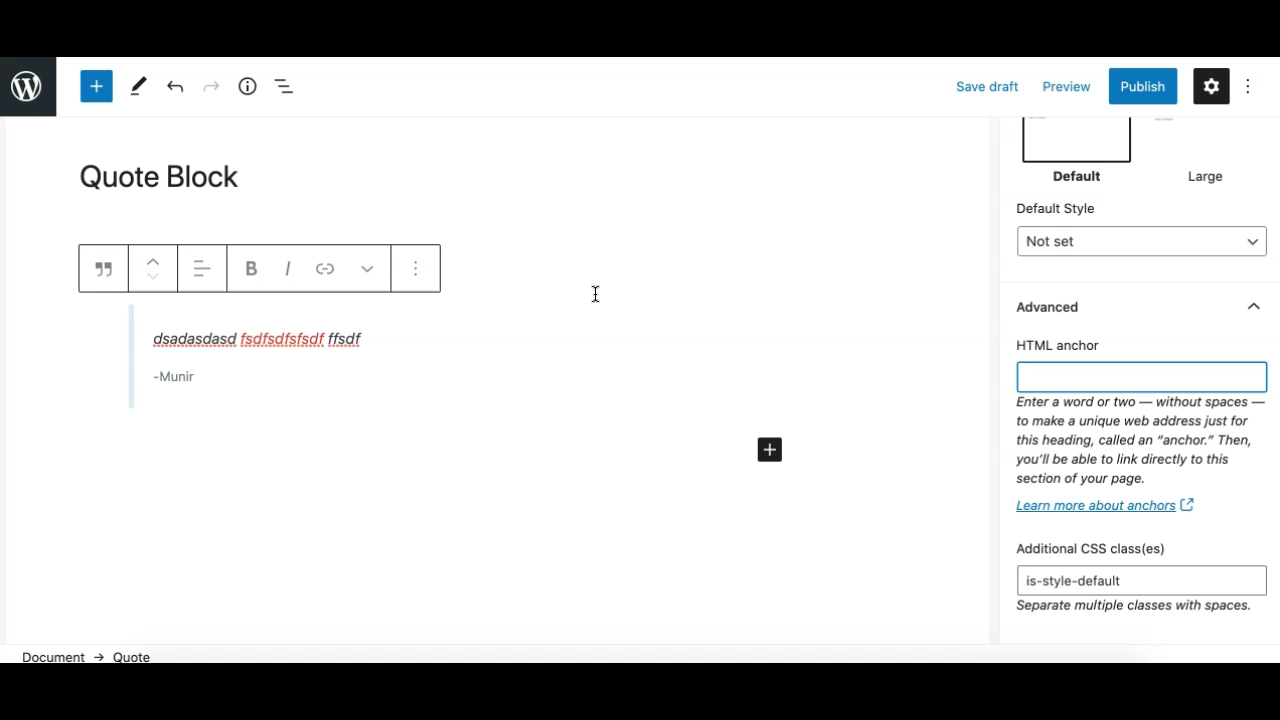 Save draft
Preview
Publish
Quote Block
B I
dsadasdasd fsdfsdfsfsdf ffsdf
-Munir
Default
Large
Default Style
Not set
Advanced
HTML anchor
Enter a word or two — without spaces —
to make a unique web address just for
this heading, called an “anchor.” Then,
you’ll be able to link directly to this
section of your page.
Learn more about anchors
Additional CSS class(es)
is-style-default
Separate multiple classes with spaces.
Document → Quote